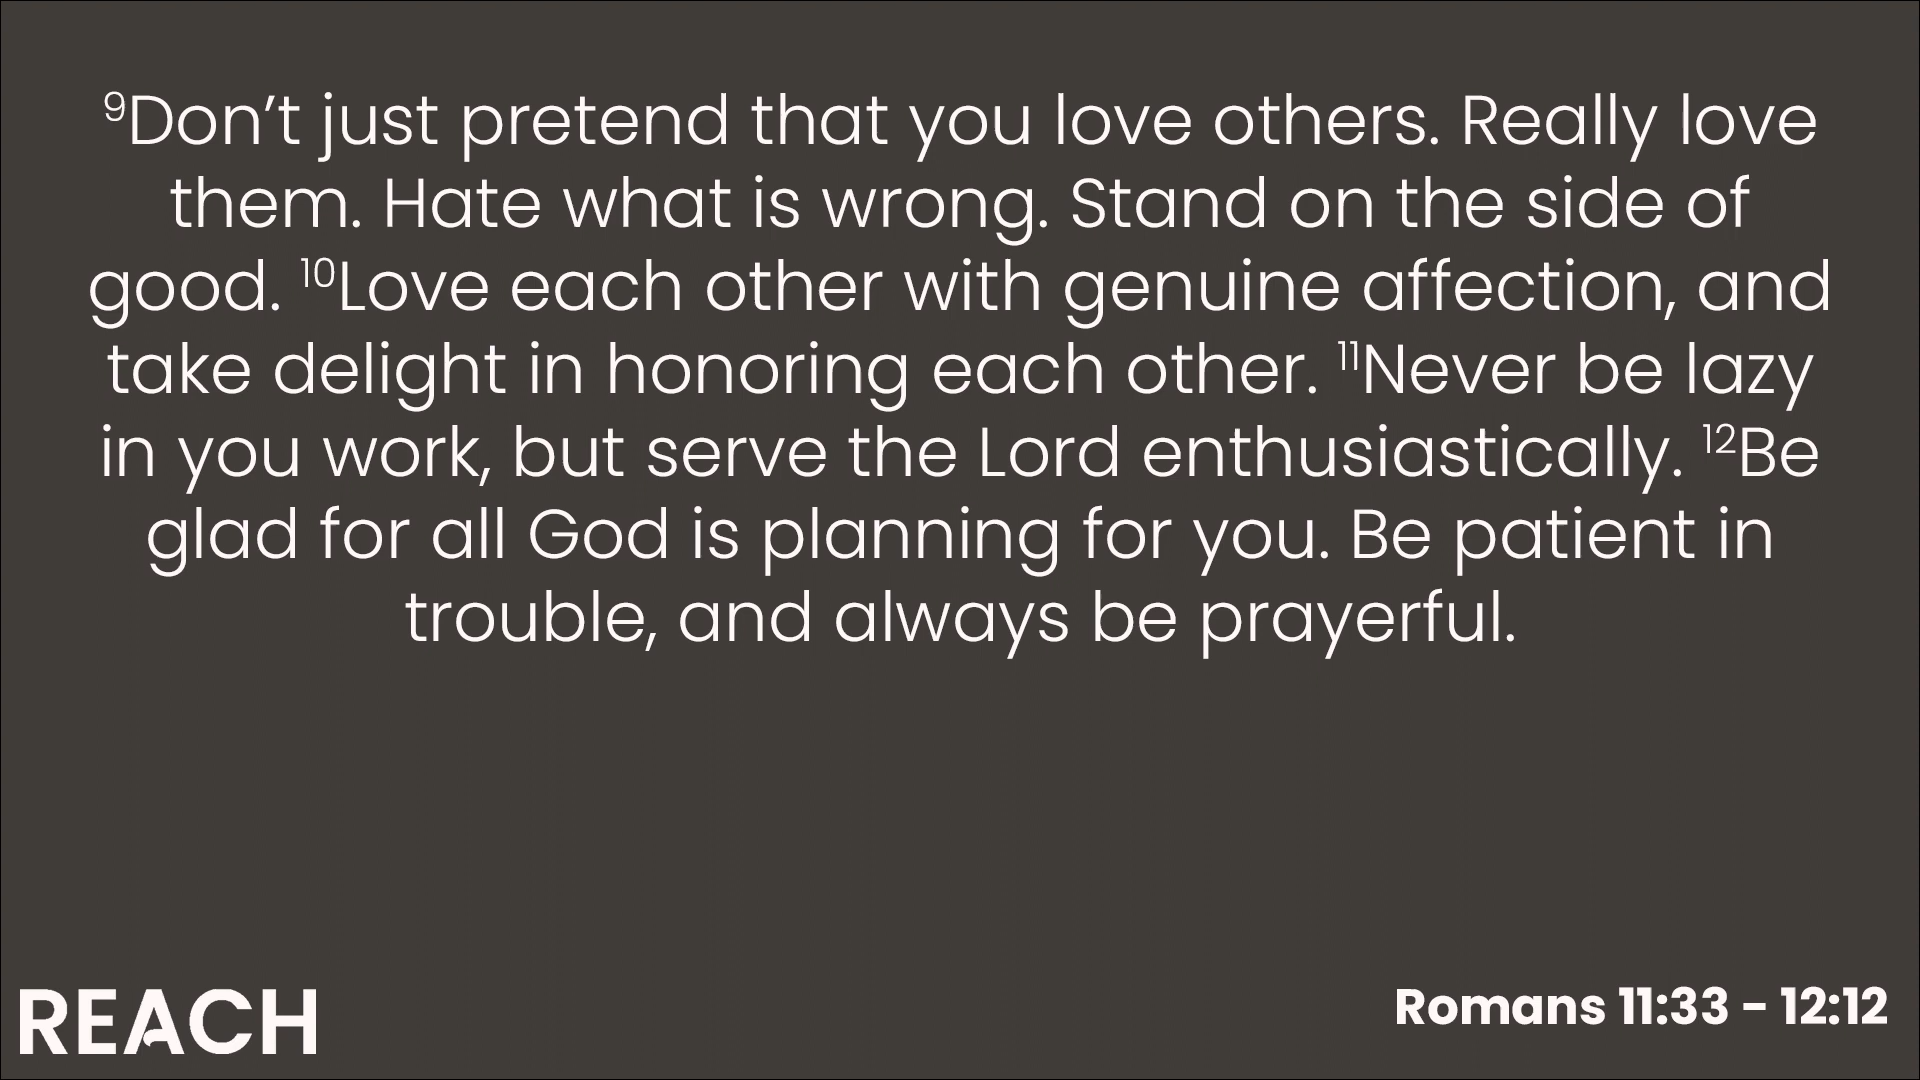 ⁹Don’t just pretend that you love others. Really love
them. Hate what is wrong. Stand on the side of
good. ¹⁰Love each other with genuine affection, and
take delight in honoring each other. ¹¹Never be lazy
in you work, but serve the Lord enthusiastically. ¹²Be
glad for all God is planning for you. Be patient in
trouble, and always be prayerful.
REACH
Romans 11:33 - 12:12